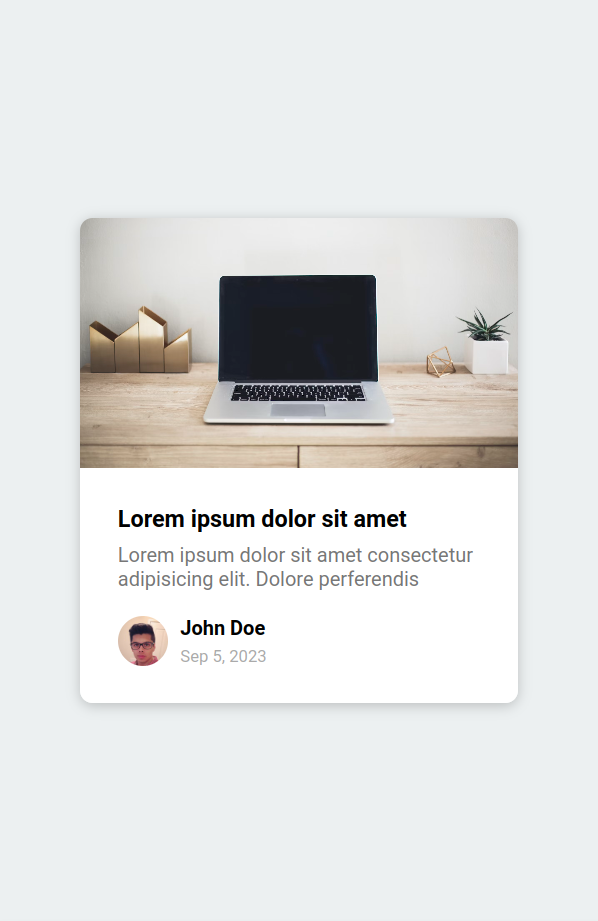 Lorem ipsum dolor sit amet
Lorem ipsum dolor sit amet consectetur
adipisicing elit. Dolore perferendis
John Doe
Sep 5, 2023